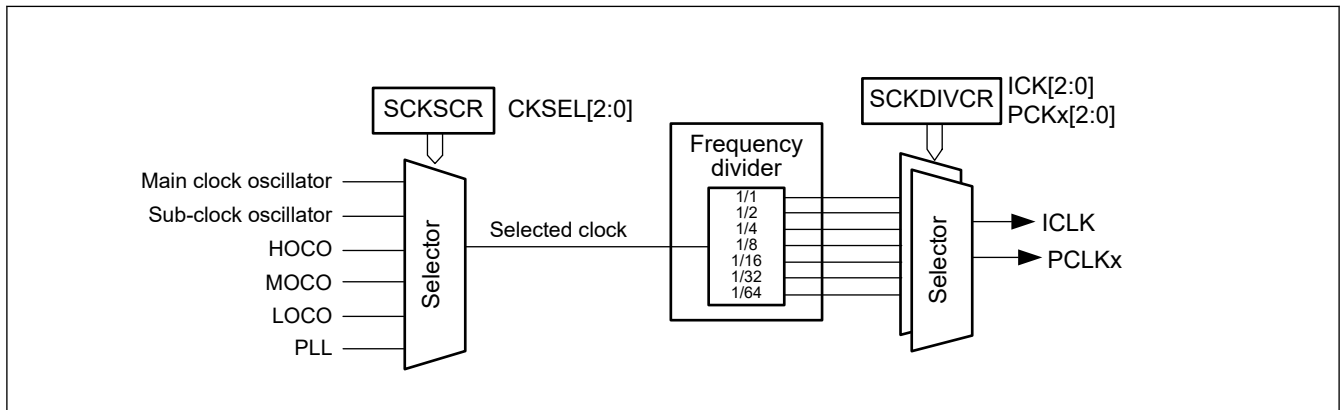 SCKSCR
CKSEL[2:0]
SCKDIVCR
ICK[2:0]
PCKx[2:0]
Main clock oscillator
Sub-clock oscillator
HOCO
MOCO
LOCO
PLL
Selector
Selected clock
Frequency
divider
1/1
1/2
1/4
1/8
1/16
1/32
1/64
Selector
ICLK
PCLKx